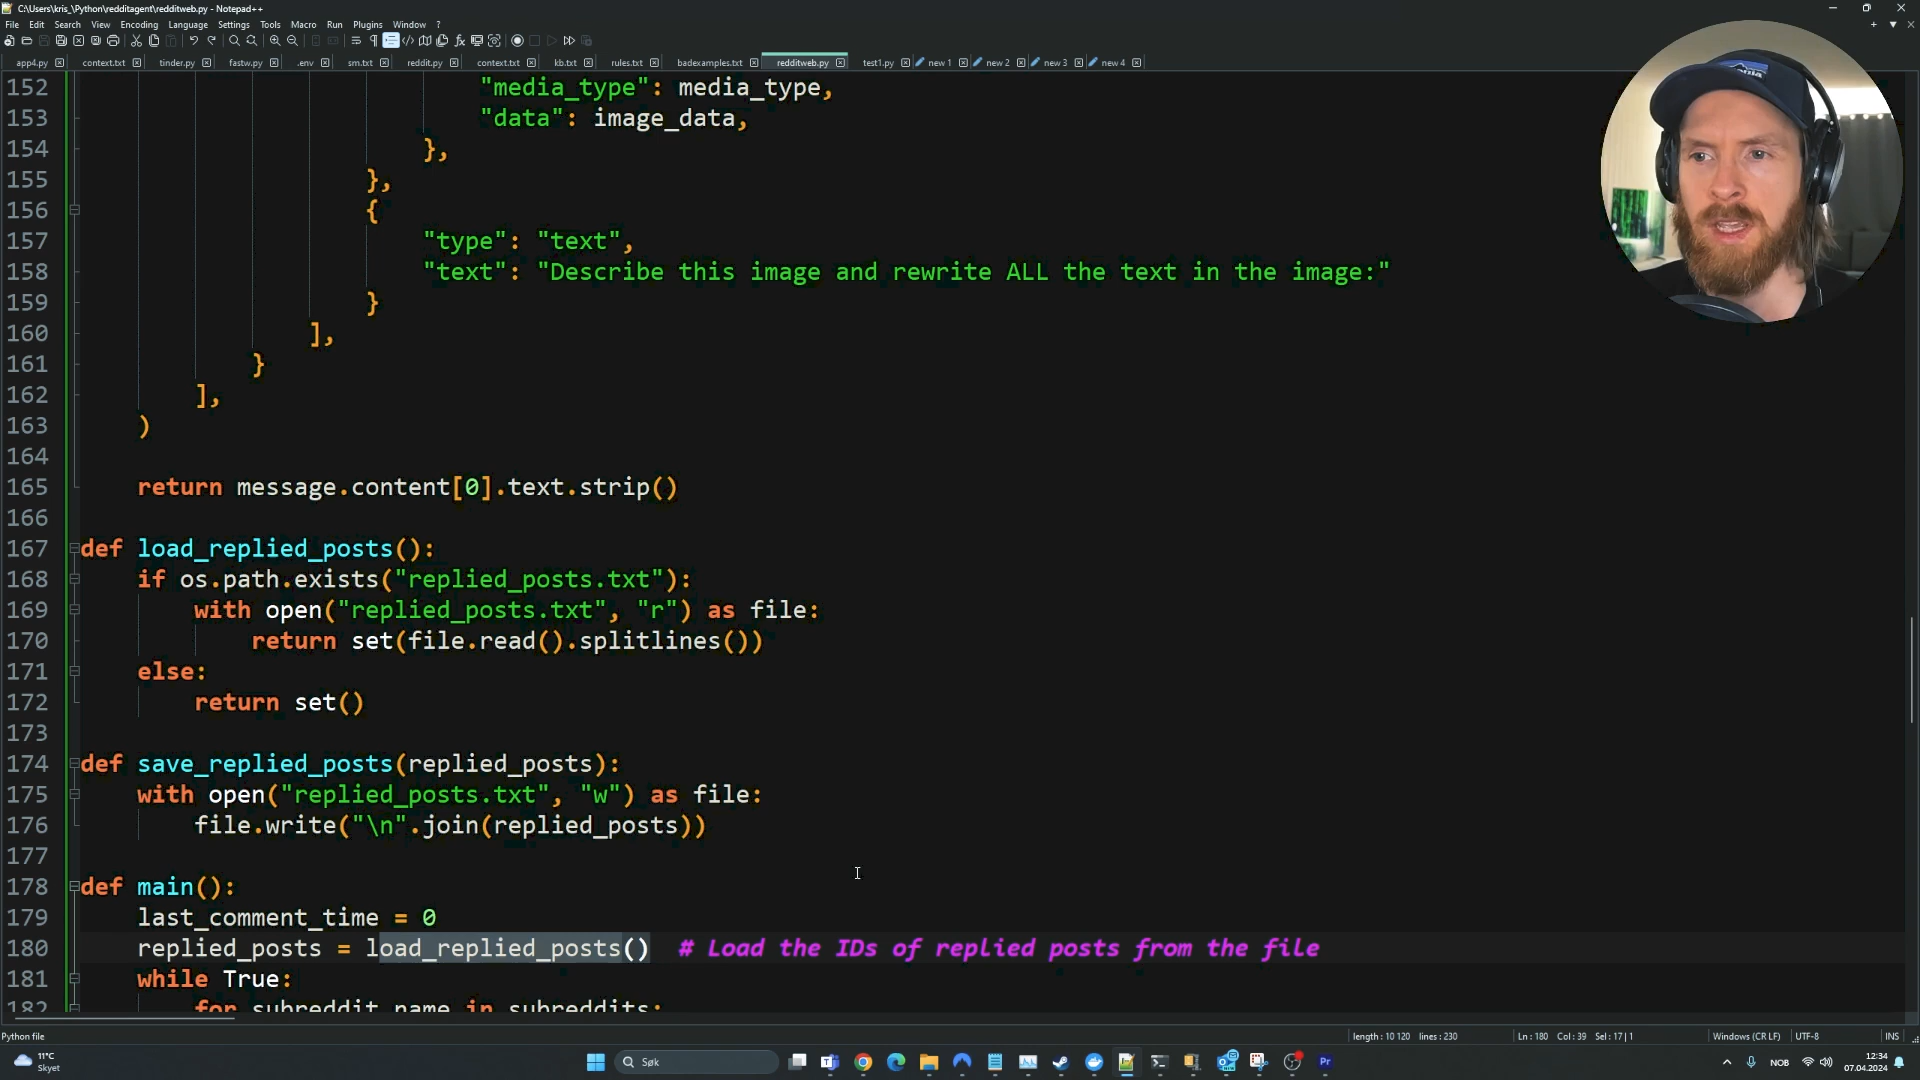 C:\Users\kris_\Python\redditagent\redditweb.py - Notepad++
File Edit Search View Encoding Language Settings Tools Macro Run Plugins Window ?
app4.py context.txt tinder.py fastw.py .env sm.txt reddit.py context.txt kb.txt rules.txt badexamples.txt redditweb.py test1.py new 1 new 2 new 3 new 4
152 "media_type": media_type,
153 "data": image_data,
154 },
155 },
156 {
157 "type": "text",
158 "text": "Describe this image and rewrite ALL the text in the image:"
159 }
160 ],
161 }
162 ],
163 )
164
165 return message.content[0].text.strip()
166
167 def load_replied_posts():
168 if os.path.exists("replied_posts.txt"):
169 with open("replied_posts.txt", "r") as file:
170 return set(file.read().splitlines())
171 else:
172 return set()
173
174 def save_replied_posts(replied_posts):
175 with open("replied_posts.txt", "w") as file:
176 file.write("\n".join(replied_posts))
177
178 def main():
179 last_comment_time = 0
180 replied_posts = load_replied_posts() # Load the IDs of replied posts from the file
181 while True:
182 for subreddit_name in subreddits:
Python file length : 10 120 lines : 230 Ln : 180 Col : 39 Sel : 17 | 1 Windows (CR LF) UTF-8 INS
11°C
Skyet
Søk
NOB
12:34
07.04.2024